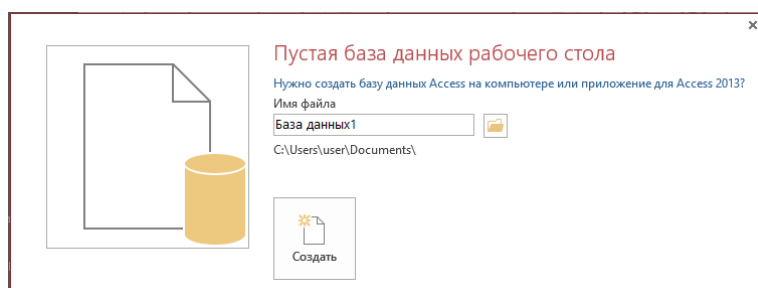 Пустая база данных рабочего стола
Нужно создать базу данных Access на компьютере или приложение для Access 2013?
Имя файла
База данных1
C:\Users\user\Documents\
Создать